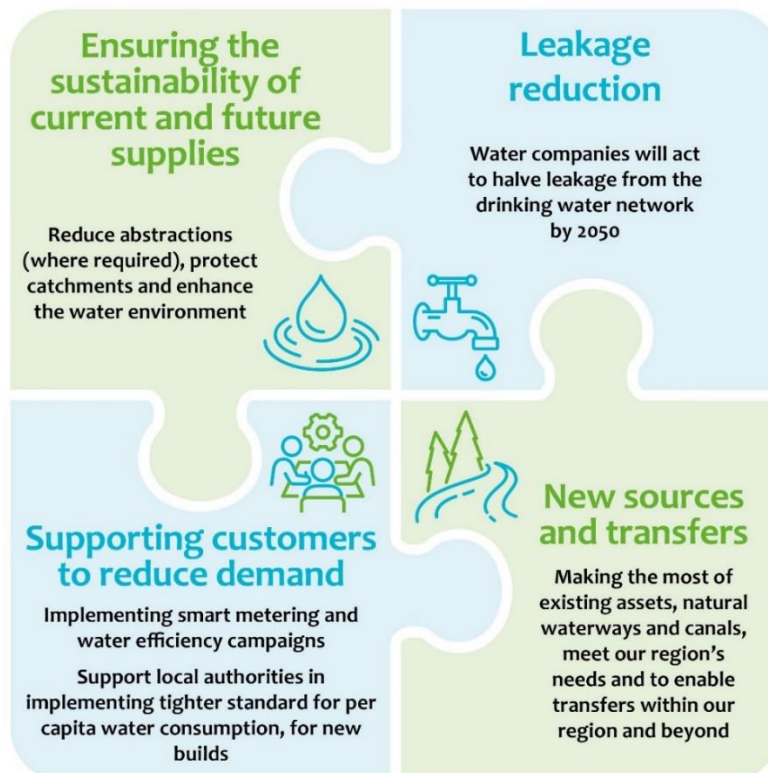 Ensuring the
sustainability of
current and future
supplies
Reduce abstractions
(where required), protect
catchments and enhance
the water environment
Leakage
reduction
Water companies will act
to halve leakage from the
drinking water network
by 2050
Supporting customers
to reduce demand
Implementing smart metering and
water efficiency campaigns
Support local authorities in
implementing tighter standard for per
capita water consumption, for new
builds
New sources
and transfers
Making the most of
existing assets, natural
waterways and canals,
meet our region's
needs and to enable
transfers within our
region and beyond